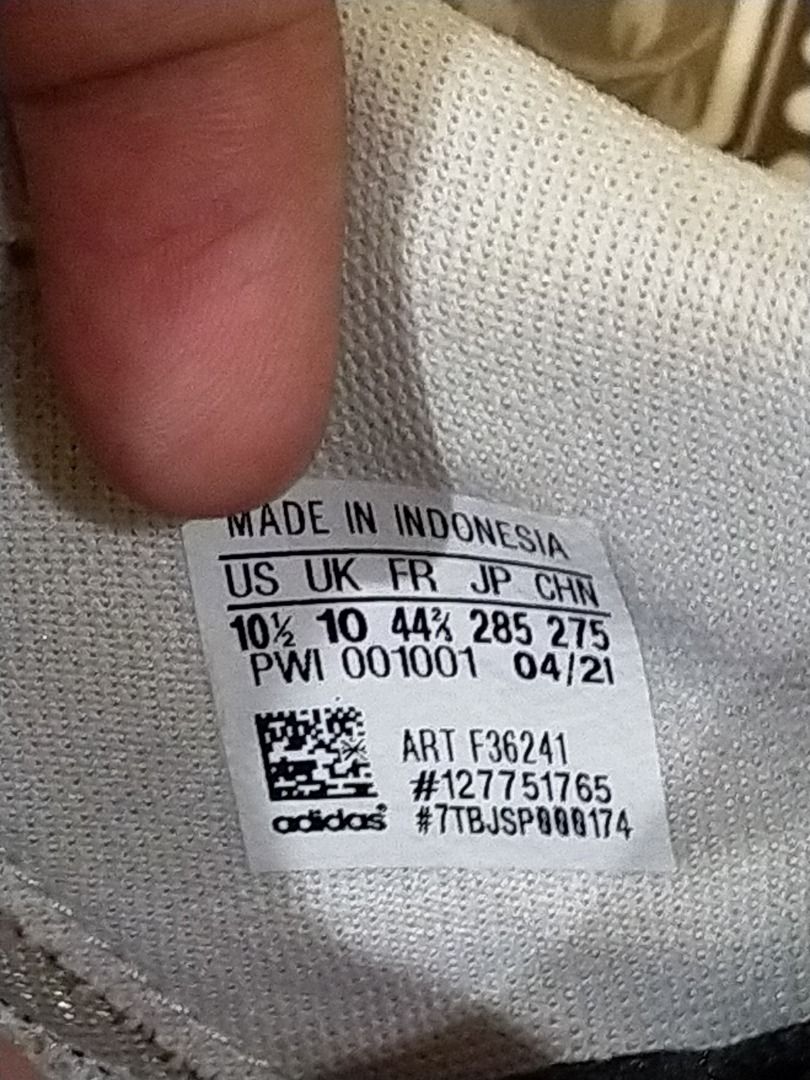 MADE IN INDONESIA
US UK FR JP CHN
10½ 10 44⅔ 285 275
PWI 001001 04/21
ART F36241
#127751765
adidas® #7TBJSP000174